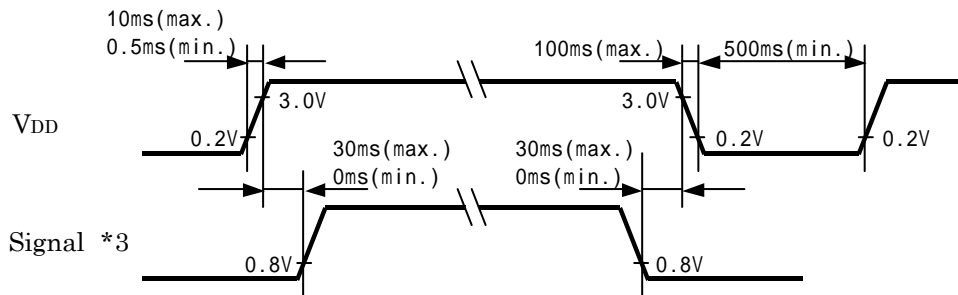 10ms(max.)
0.5ms(min.)
100ms(max.)
500ms(min.)
3.0V
3.0V
VDD
0.2V
0.2V
0.2V
30ms(max.)
0ms(min.)
30ms(max.)
0ms(min.)
Signal *3
0.8V
0.8V